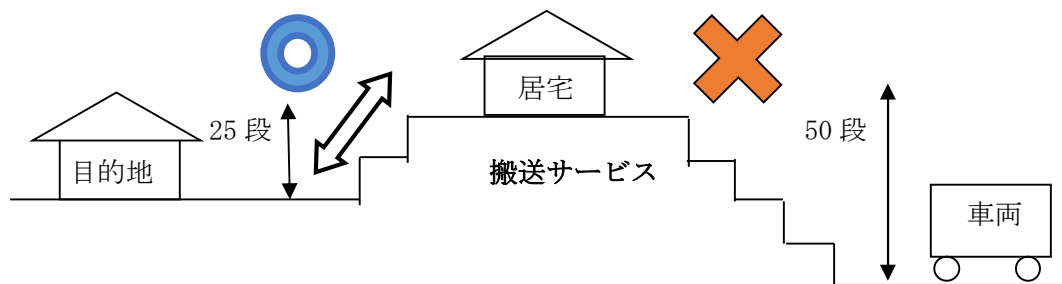 居宅
25 段
50 段
目的地
搬送サービス
車両